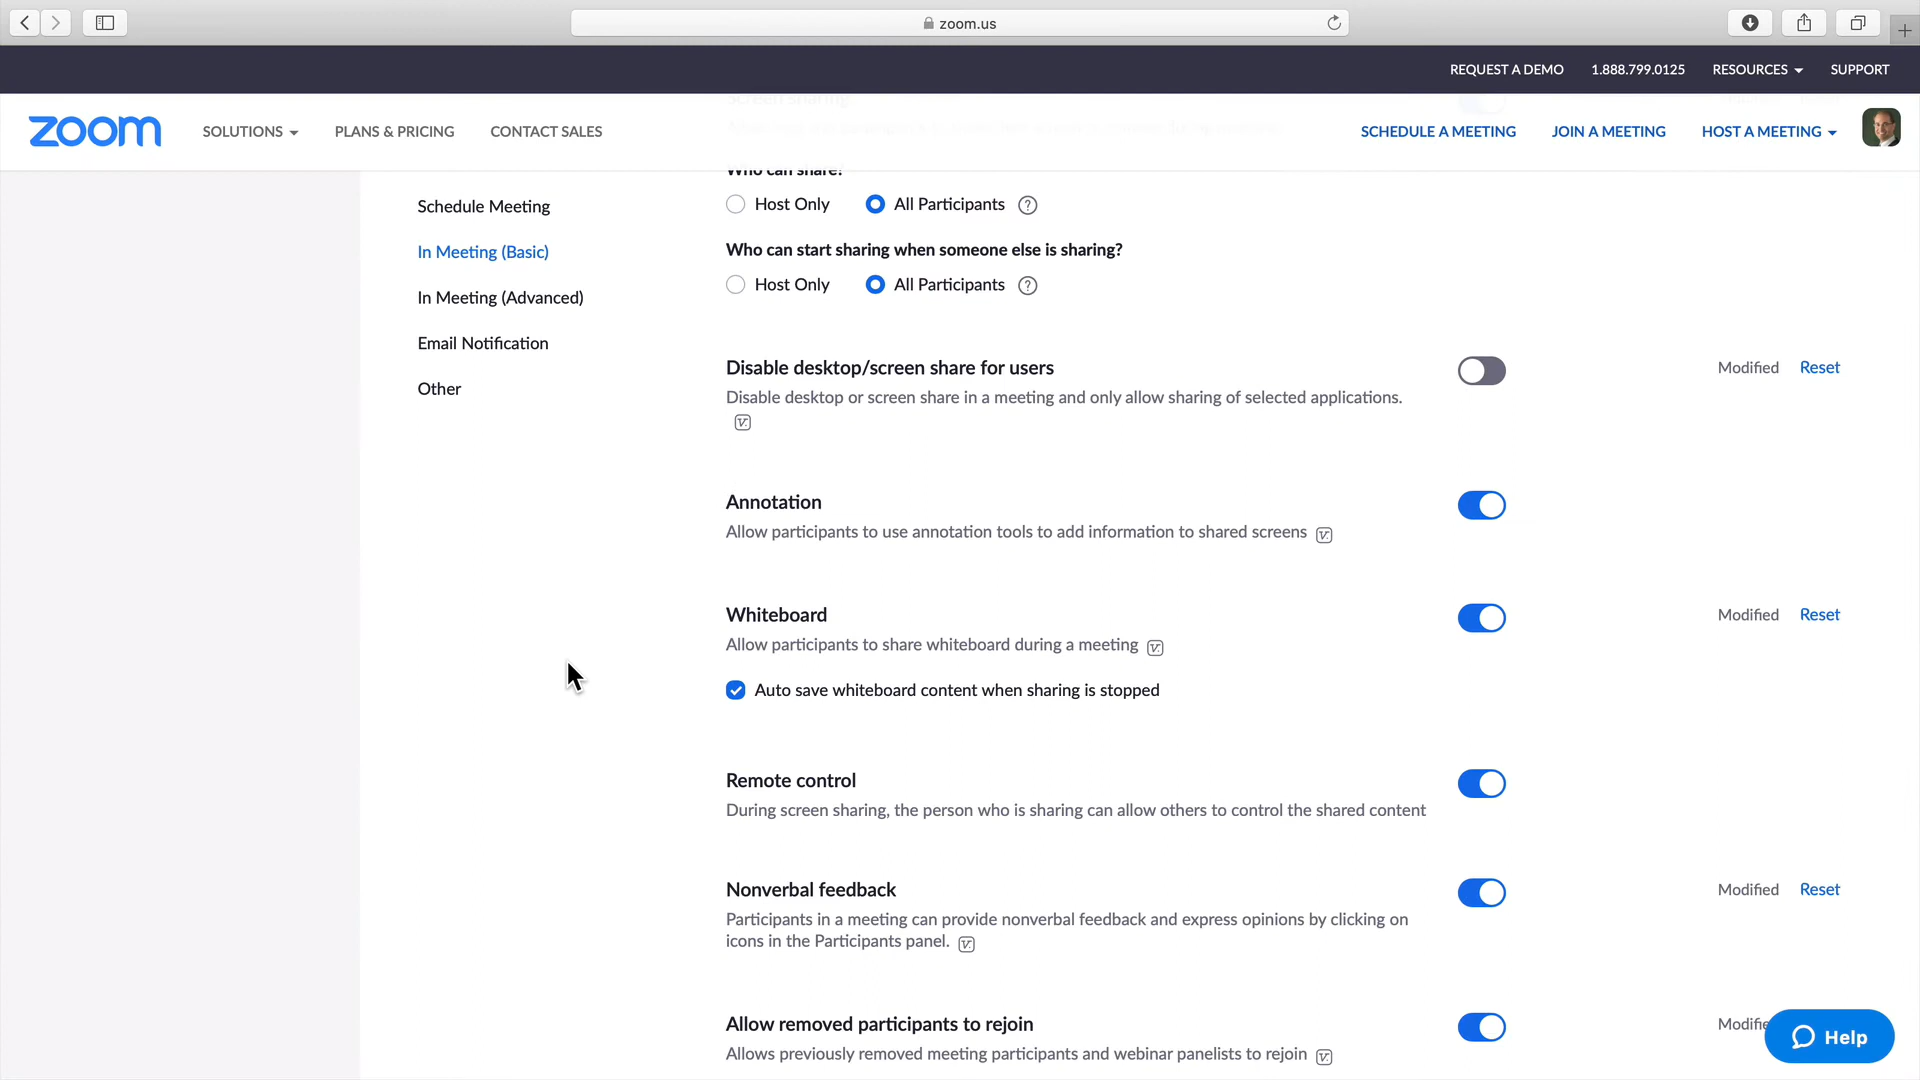 zoom.us
REQUEST A DEMO 1.888.799.0125 RESOURCES SUPPORT
zoom SOLUTIONS PLANS & PRICING CONTACT SALES SCHEDULE A MEETING JOIN A MEETING HOST A MEETING
Screen sharing
Who can share?
Schedule Meeting
In Meeting (Basic)
In Meeting (Advanced)
Email Notification
Other
Host Only All Participants ?
Who can start sharing when someone else is sharing?
Host Only All Participants ?
Disable desktop/screen share for users Modified Reset
Disable desktop or screen share in a meeting and only allow sharing of selected applications.
Annotation
Allow participants to use annotation tools to add information to shared screens
Whiteboard Modified Reset
Allow participants to share whiteboard during a meeting
Auto save whiteboard content when sharing is stopped
Remote control
During screen sharing, the person who is sharing can allow others to control the shared content
Nonverbal feedback Modified Reset
Participants in a meeting can provide nonverbal feedback and express opinions by clicking on
icons in the Participants panel.
Allow removed participants to rejoin Modifie
Allows previously removed meeting participants and webinar panelists to rejoin
Help